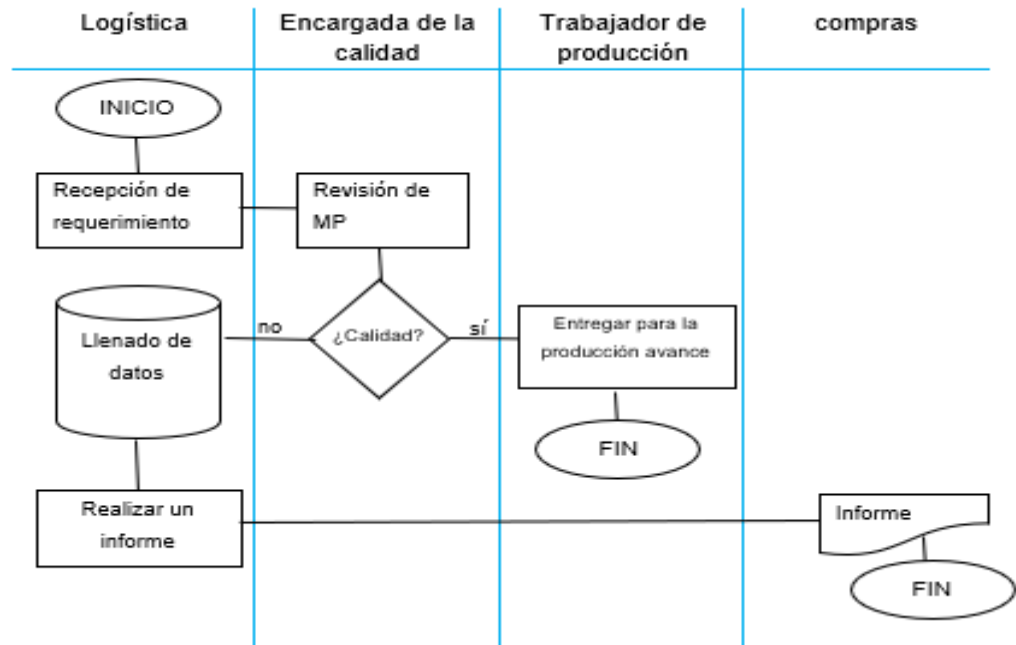 Logística
Encargada de la
calidad
Trabajador de
producción
compras
INICIO
Recepción de
requerimiento
Revisión de
MP
¿Calidad?
no
sí
Llenado de
datos
Entregar para la
producción avance
FIN
Realizar un
informe
Informe
FIN